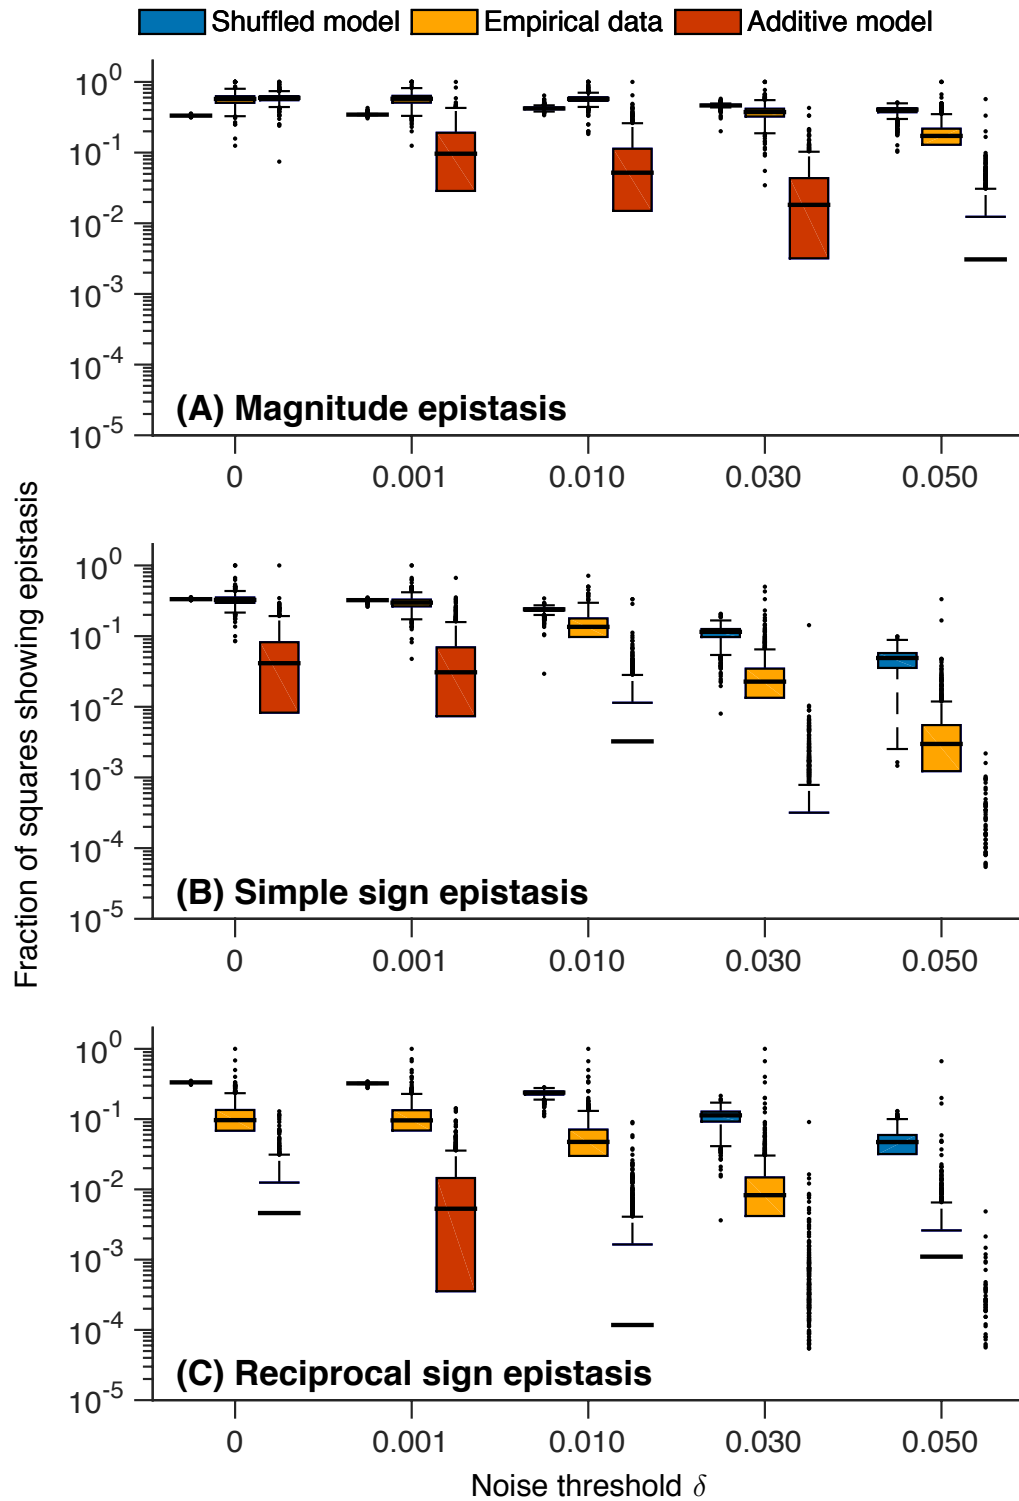 Shuffled model Empirical data Additive model
10^0
10^-1
10^-2
10^-3
10^-4
10^-5
(A) Magnitude epistasis
0 0.001 0.010 0.030 0.050
Fraction of squares showing epistasis
10^0
10^-1
10^-2
10^-3
10^-4
10^-5
(B) Simple sign epistasis
0 0.001 0.010 0.030 0.050
10^0
10^-1
10^-2
10^-3
10^-4
10^-5
(C) Reciprocal sign epistasis
0 0.001 0.010 0.030 0.050
Noise threshold δ